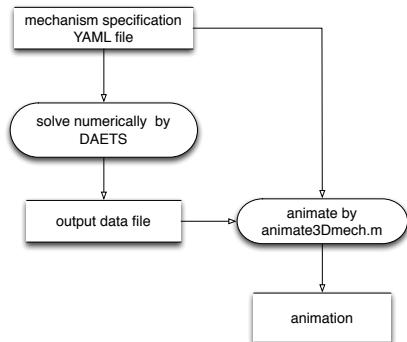 mechanism specification
YAML file
solve numerically by
DAETS
output data file
animate by
animate3Dmech.m
animation